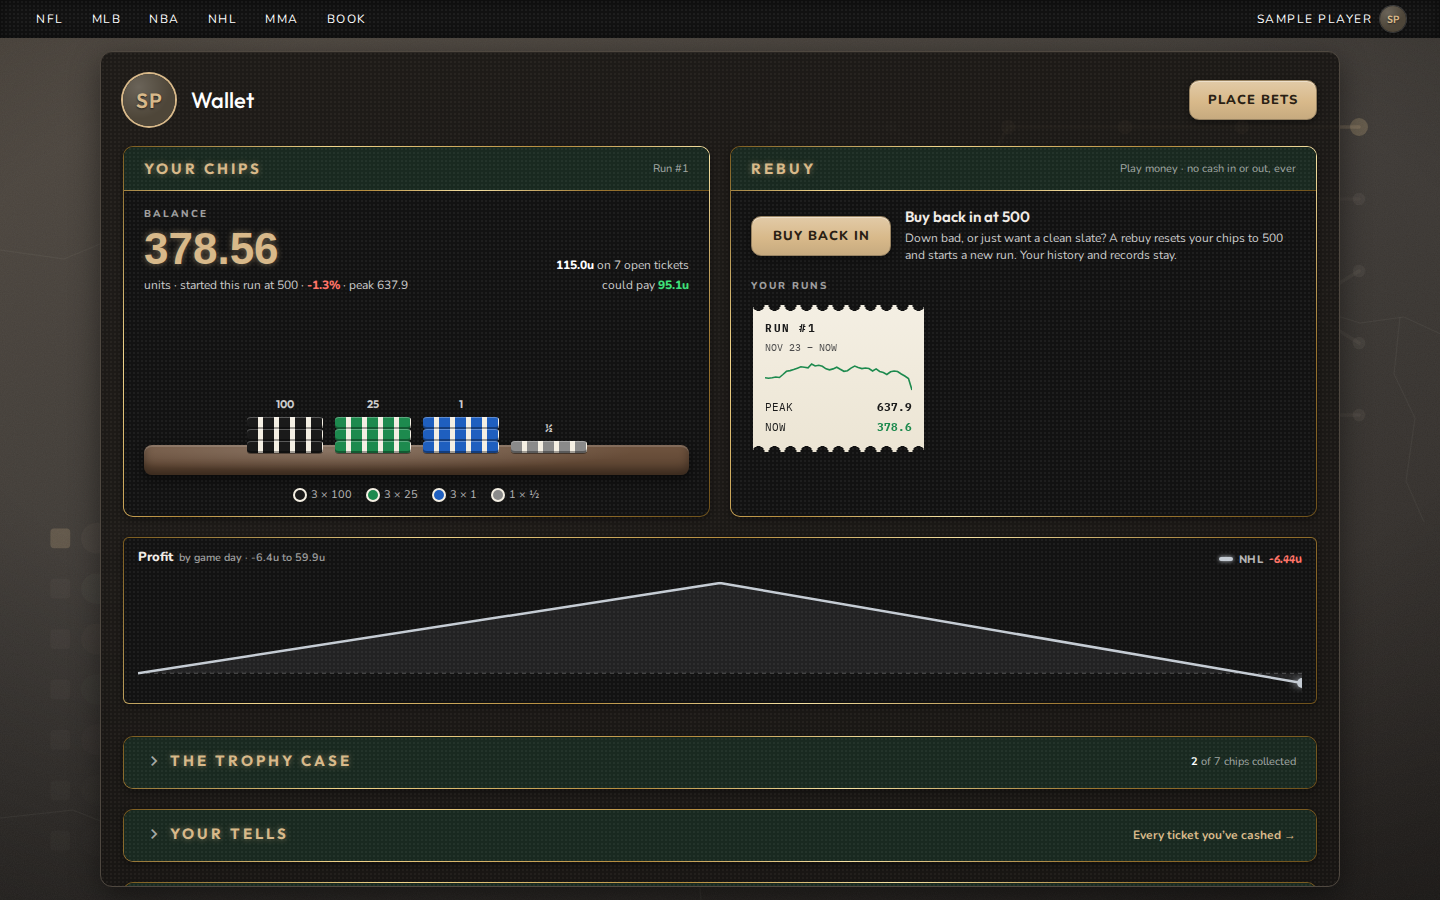 NFL MLB NBA NHL MMA BOOK SAMPLE PLAYER SP
SP Wallet PLACE BETS
YOUR CHIPS Run #1
BALANCE
378.56
115.0u on 7 open tickets
units · started this run at 500 · -1.3% · peak 637.9 could pay 95.1u
100 25 1 ½
3 × 100 3 × 25 3 × 1 1 × ½
REBUY Play money · no cash in or out, ever
BUY BACK IN
Buy back in at 500
Down bad, or just want a clean slate? A rebuy resets your chips to 500
and starts a new run. Your history and records stay.
YOUR RUNS
RUN #1
NOV 23 – NOW
PEAK 637.9
NOW 378.6
Profit by game day · -6.4u to 59.9u NHL -6.44u
THE TROPHY CASE 2 of 7 chips collected
YOUR TELLS Every ticket you've cashed →